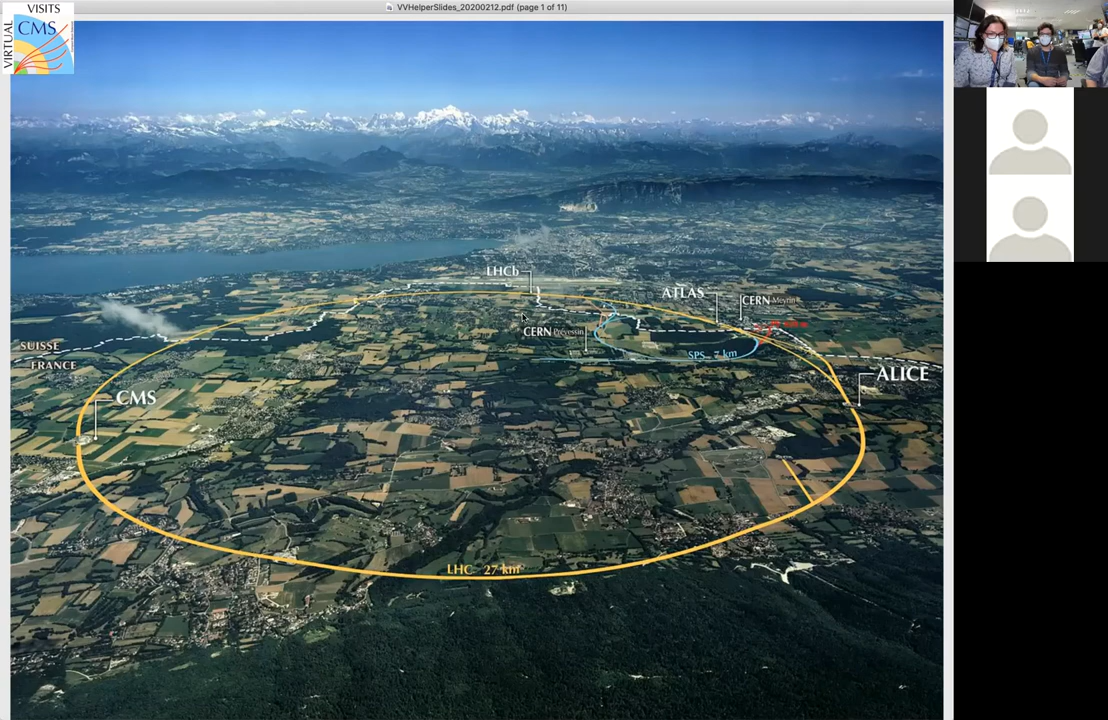 VVHelperSlides_20200212.pdf (page 1 of 11)
VISITS
CMS
VIRTUAL
LHCb
ATLAS
CERN Meyrin
CERN Prévessin
SUISSE
FRANCE
SPS 7 km
ALICE
CMS
LHC 27 km